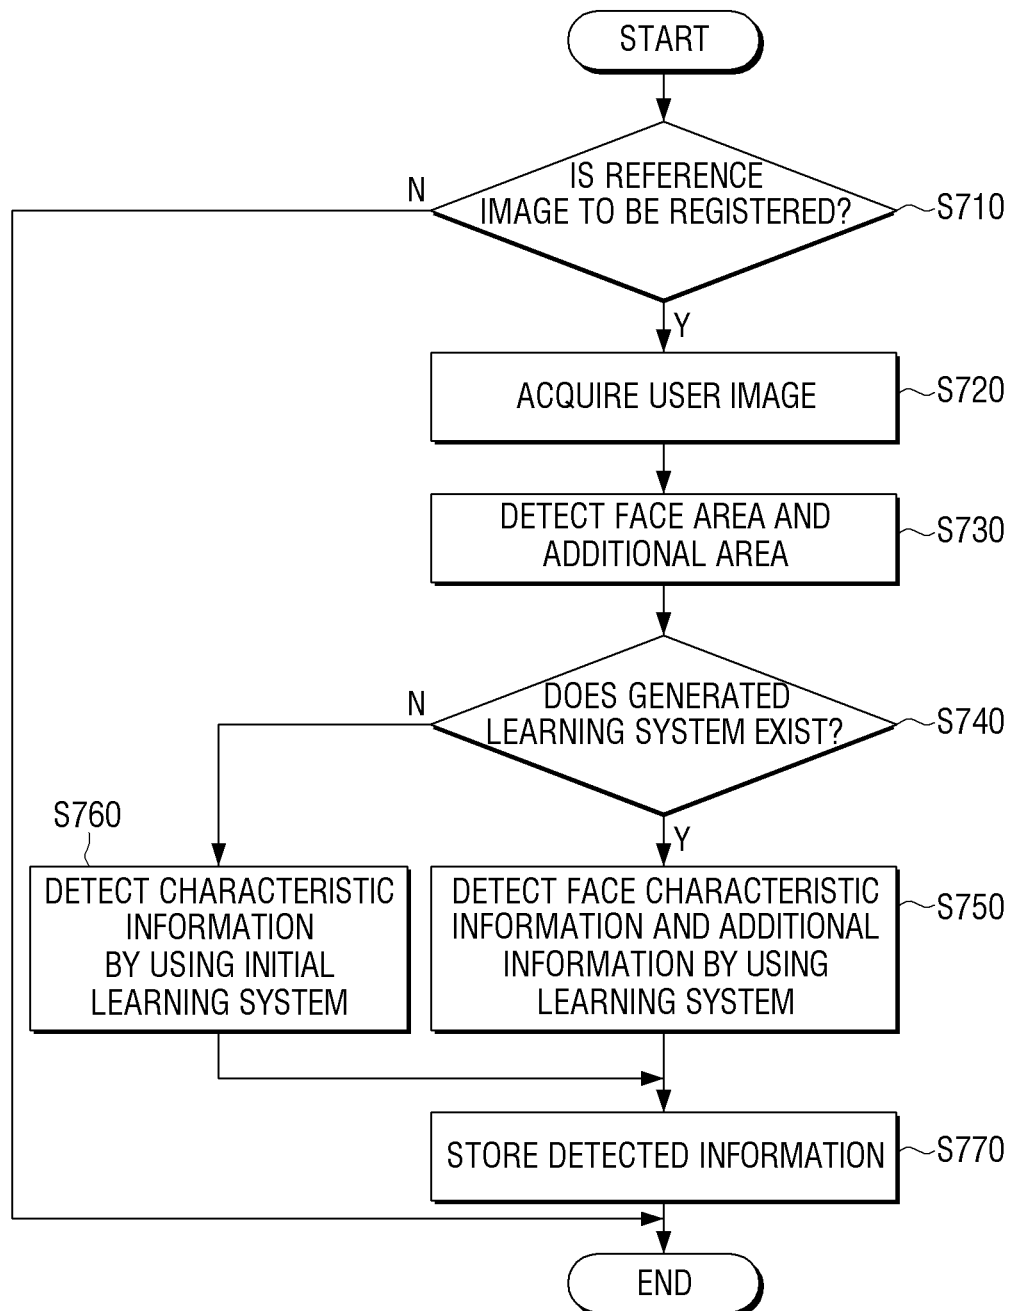 START
N
IS REFERENCE
IMAGE TO BE REGISTERED?
S710
Y
ACQUIRE USER IMAGE
S720
DETECT FACE AREA AND
ADDITIONAL AREA
S730
N
DOES GENERATED
LEARNING SYSTEM EXIST?
S740
S760
Y
DETECT CHARACTERISTIC
INFORMATION
BY USING INITIAL
LEARNING SYSTEM
DETECT FACE CHARACTERISTIC
INFORMATION AND ADDITIONAL
INFORMATION BY USING
LEARNING SYSTEM
S750
STORE DETECTED INFORMATION
S770
END